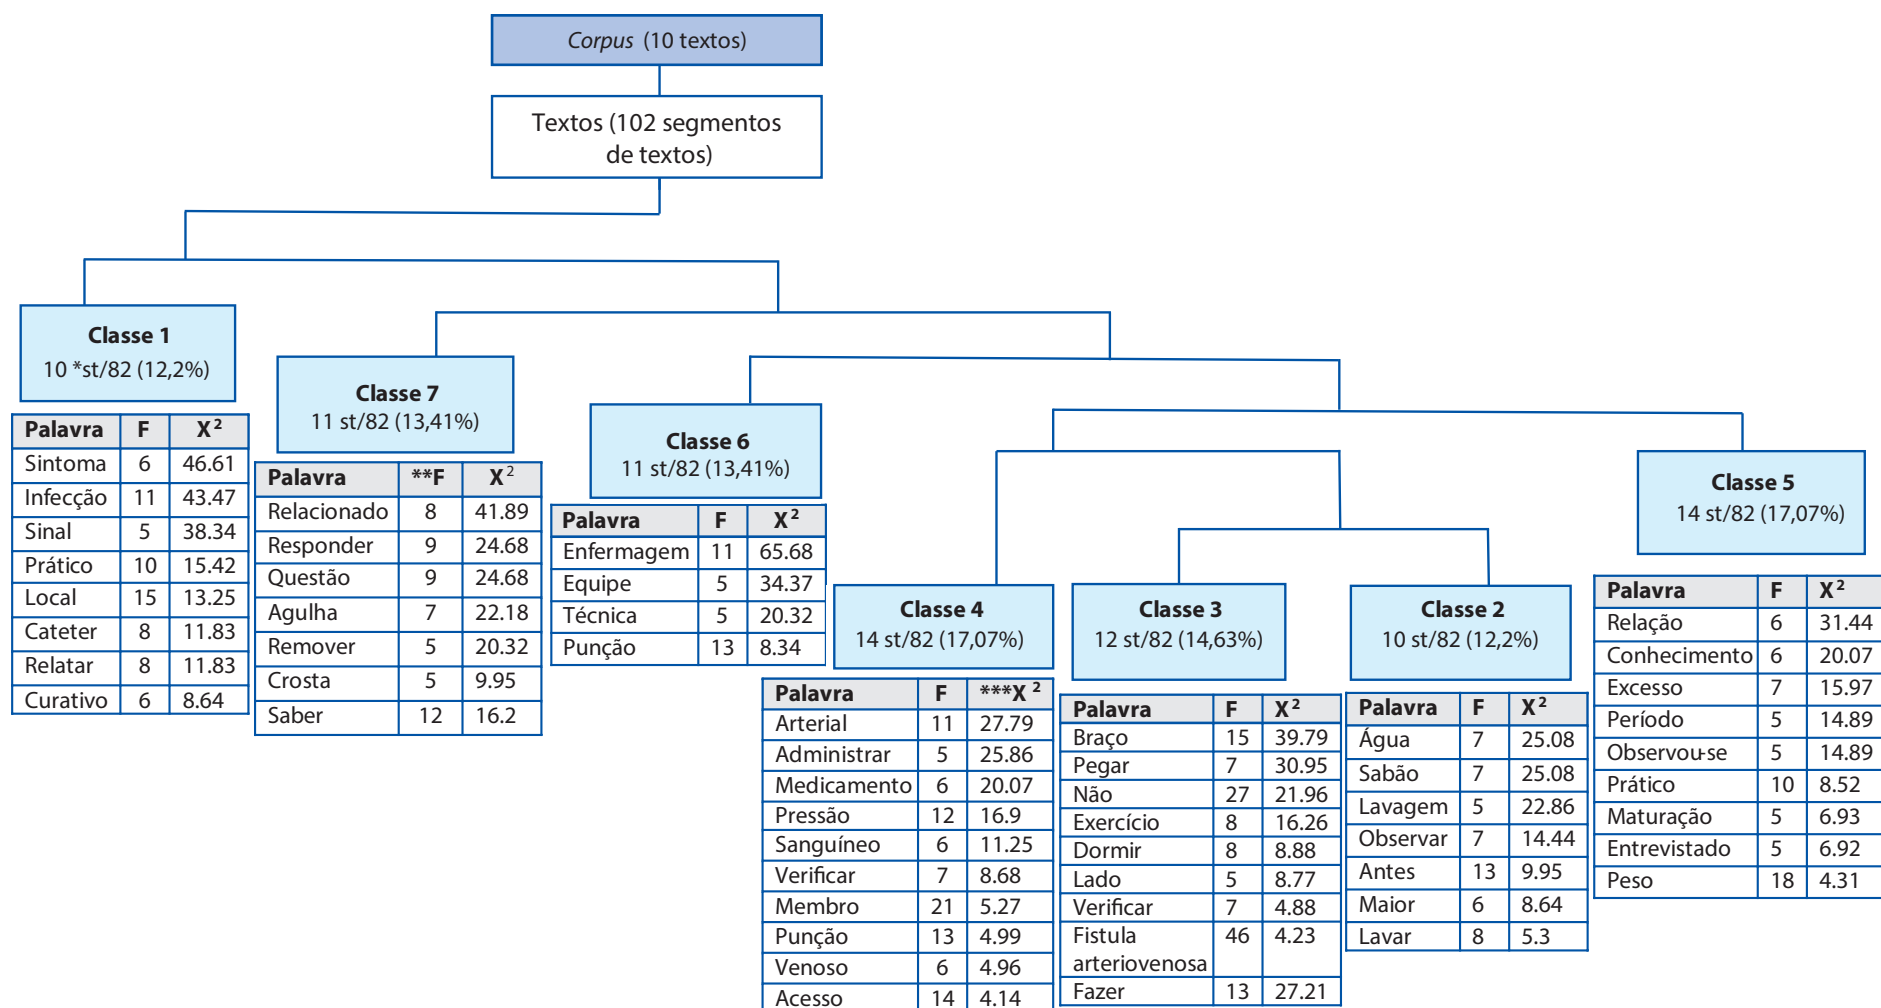 Corpus (10 textos)
Textos (102 segmentos
de textos)
Classe 1
10 *st/82 (12,2%)
Palavra F X²
Sintoma 6 46.61
Infecção 11 43.47
Sinal 5 38.34
Prático 10 15.42
Local 15 13.25
Cateter 8 11.83
Relatar 8 11.83
Curativo 6 8.64
Classe 7
11 st/82 (13,41%)
Palavra **F X²
Relacionado 8 41.89
Responder 9 24.68
Questão 9 24.68
Agulha 7 22.18
Remover 5 20.32
Crosta 5 9.95
Saber 12 16.2
Classe 6
11 st/82 (13,41%)
Palavra F X²
Enfermagem 11 65.68
Equipe 5 34.37
Técnica 5 20.32
Punção 13 8.34
Classe 4
14 st/82 (17,07%)
Palavra F ***X²
Arterial 11 27.79
Administrar 5 25.86
Medicamento 6 20.07
Pressão 12 16.9
Sanguíneo 6 11.25
Verificar 7 8.68
Membro 21 5.27
Punção 13 4.99
Venoso 6 4.96
Acesso 14 4.14
Classe 3
12 st/82 (14,63%)
Palavra F X²
Braço 15 39.79
Pegar 7 30.95
Não 27 21.96
Exercício 8 16.26
Dormir 8 8.88
Lado 5 8.77
Verificar 7 4.88
Fistula 46 4.23
arteriovenosa
Fazer 13 27.21
Classe 2
10 st/82 (12,2%)
Palavra F X²
Água 7 25.08
Sabão 7 25.08
Lavagem 5 22.86
Observar 7 14.44
Antes 13 9.95
Maior 6 8.64
Lavar 8 5.3
Classe 5
14 st/82 (17,07%)
Palavra F X²
Relação 6 31.44
Conhecimento 6 20.07
Excesso 7 15.97
Período 5 14.89
Observou-se 5 14.89
Prático 10 8.52
Maturação 5 6.93
Entrevistado 5 6.92
Peso 18 4.31